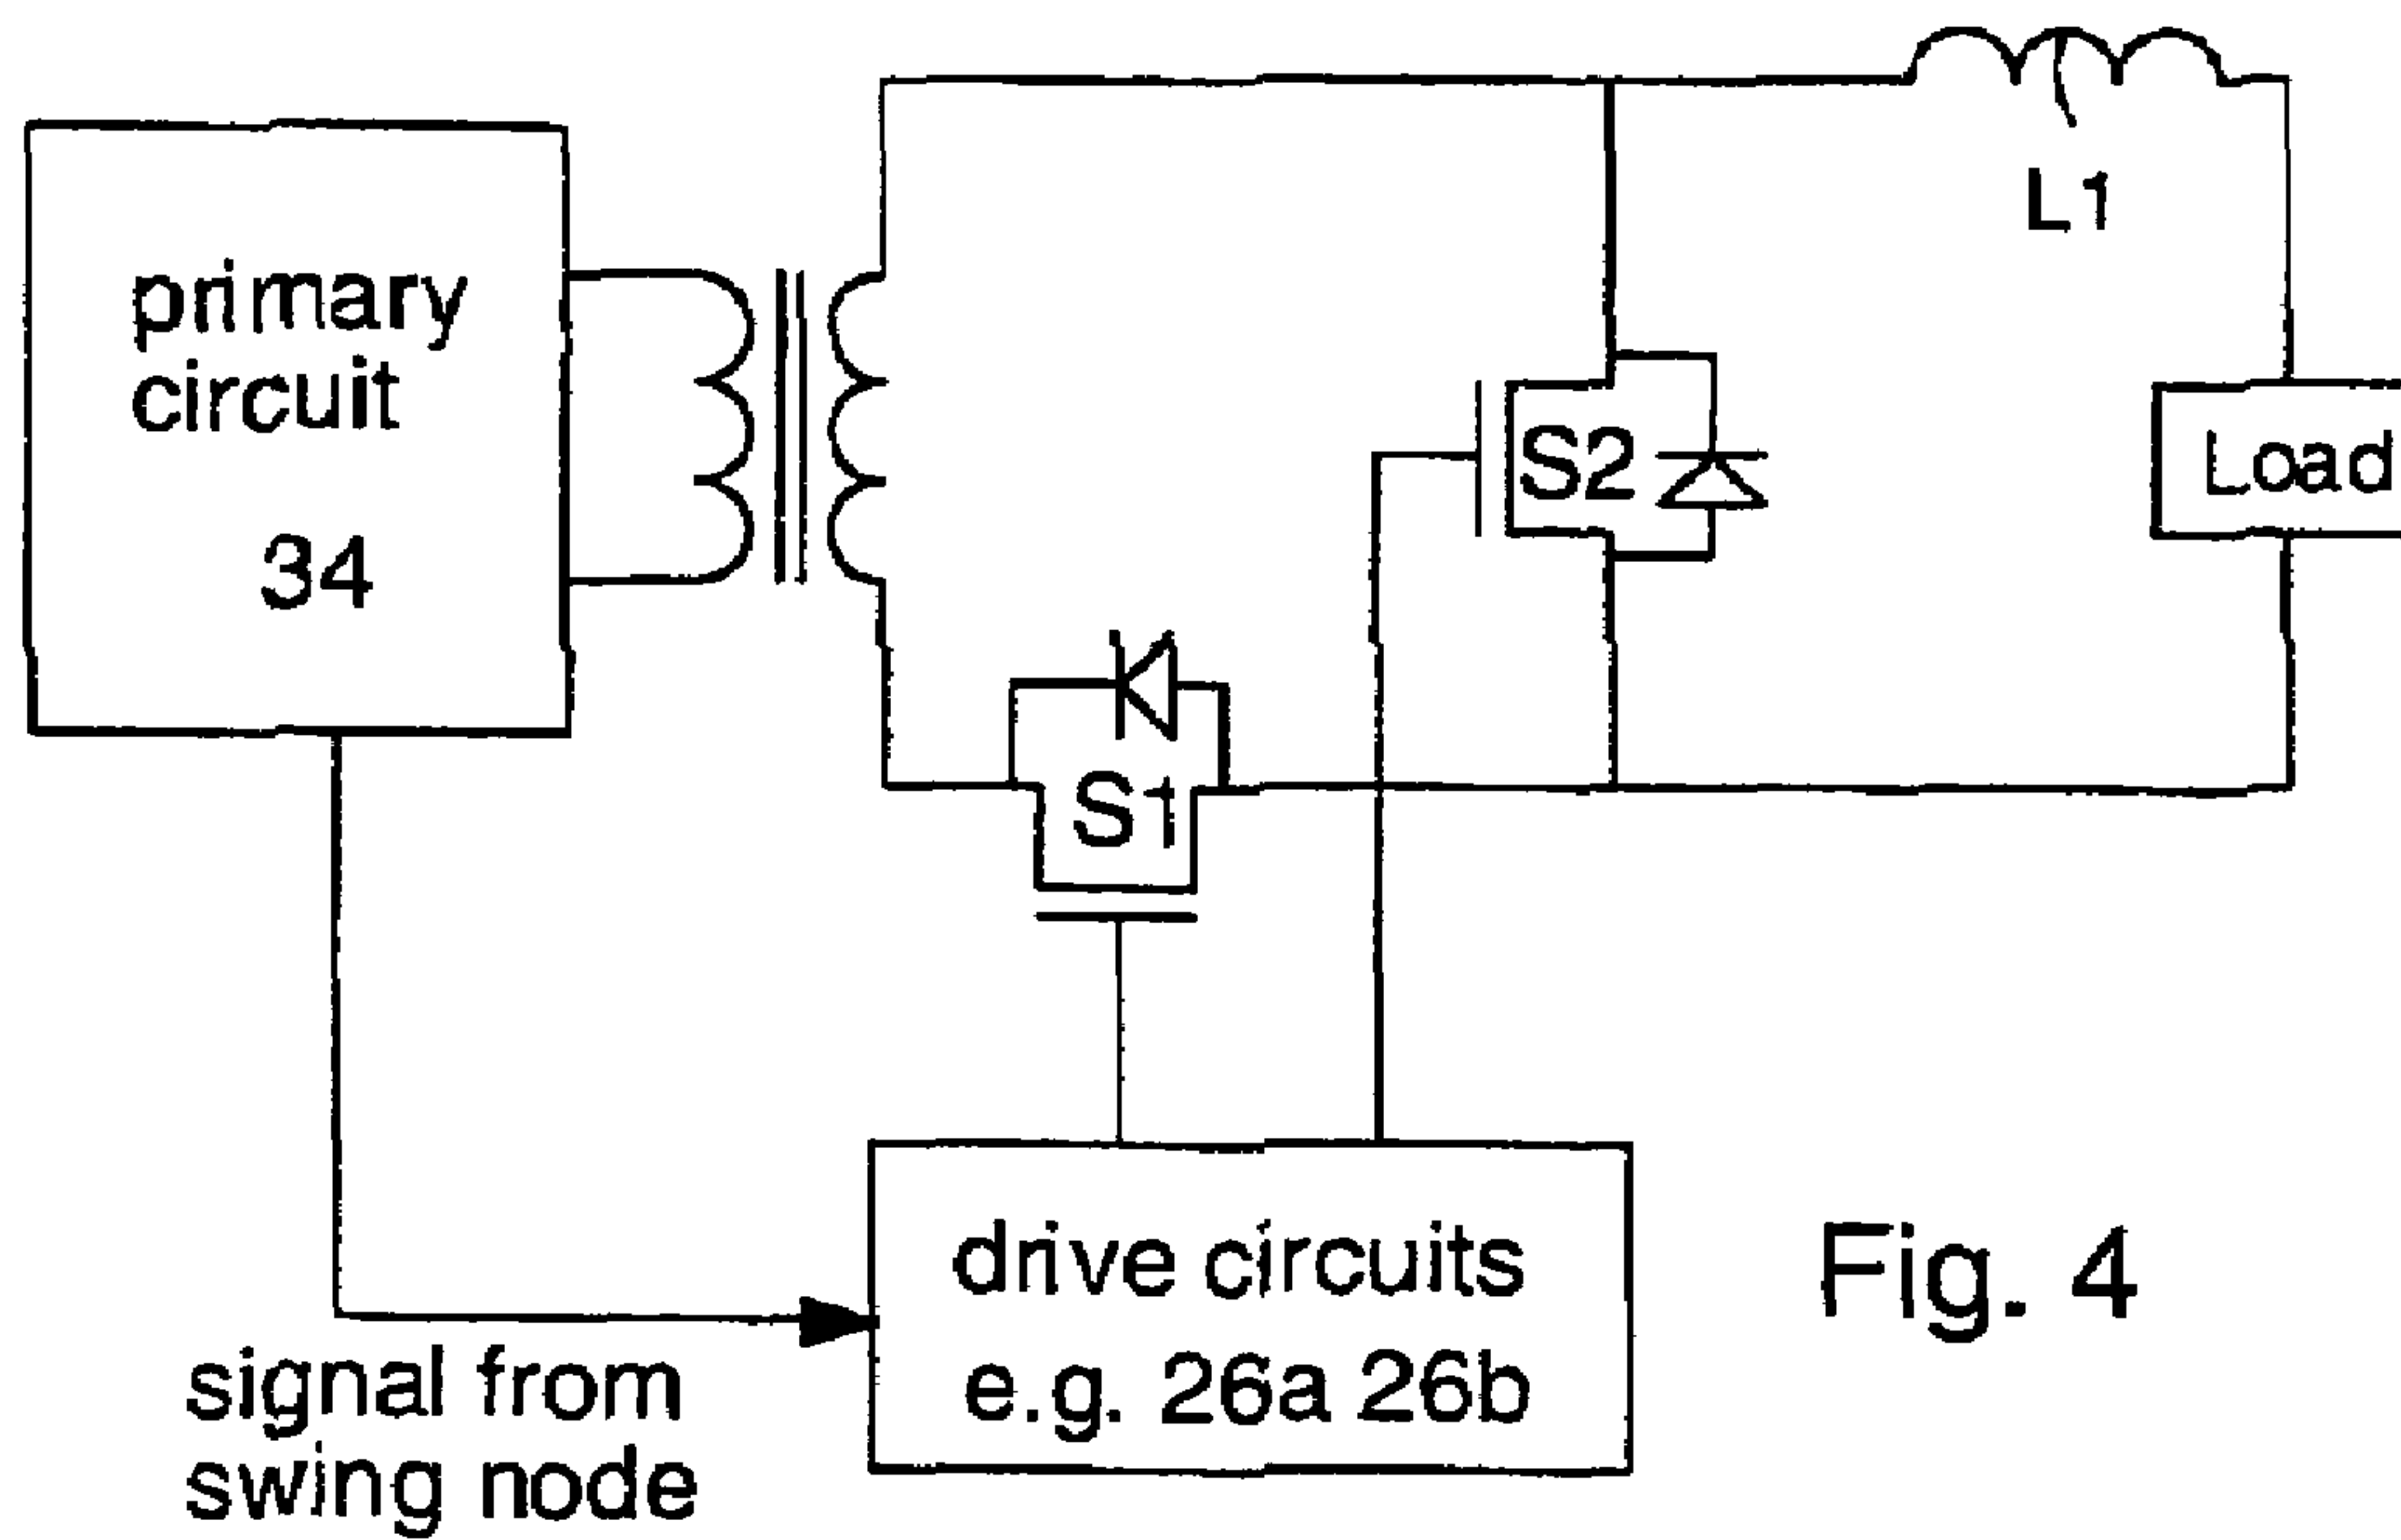 L1
primary
circuit
34
S2
Load
S1
drive circuits
e.g. 26a 26b
Fig. 4
signal from
swing node